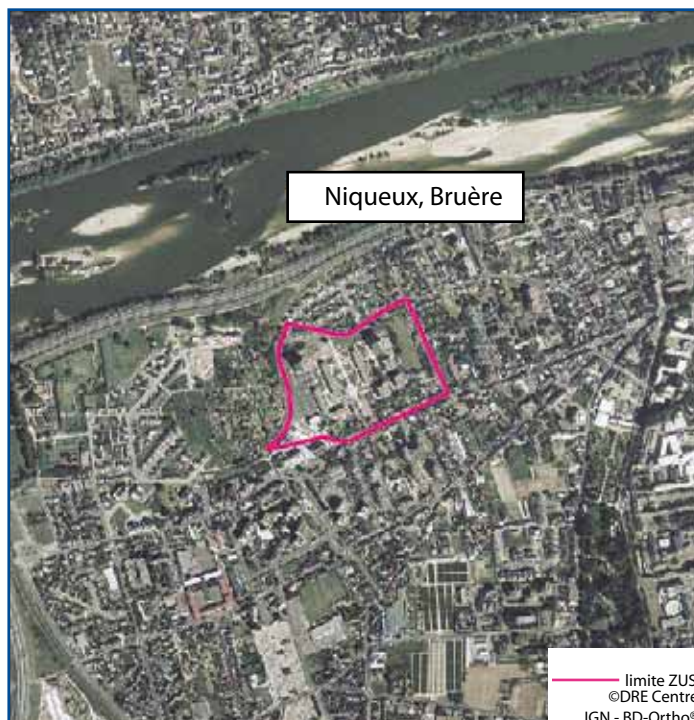 Niqueux, Bruère
limite ZUS
©DRE Centre
IGN - BD-Ortho®